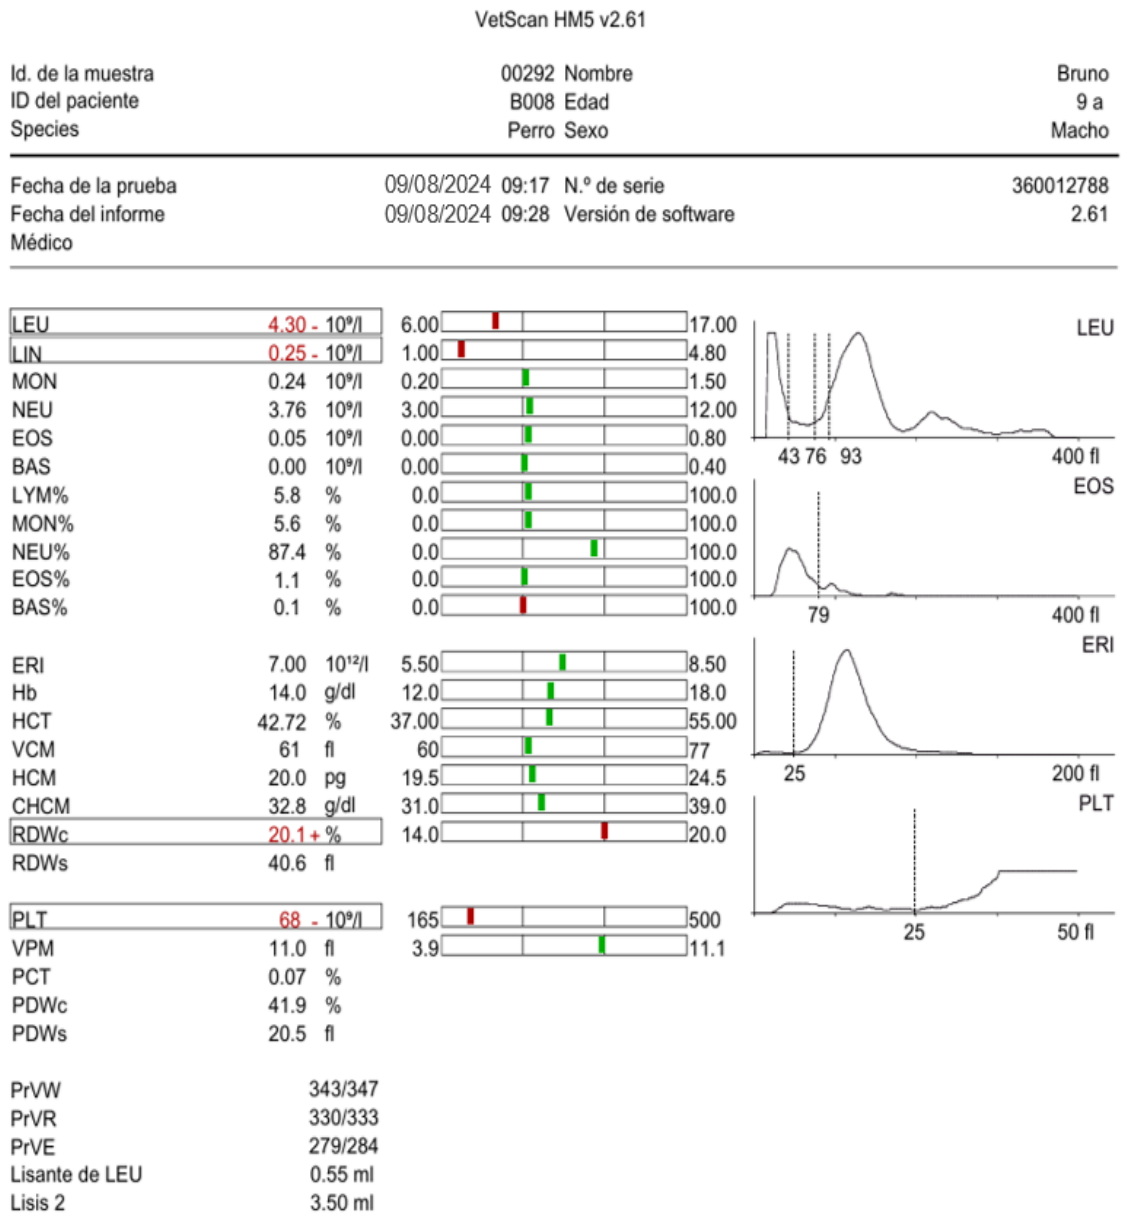 VetScan HM5 v2.61
Id. de la muestra 00292 Nombre Bruno
ID del paciente B008 Edad 9 a
Species Perro Sexo Macho
Fecha de la prueba 09/08/2024 09:17 N.º de serie 360012788
Fecha del informe 09/08/2024 09:28 Versión de software 2.61
Médico
LEU 4.30 - 10⁹/l 6.00 17.00
LIN 0.25 - 10⁹/l 1.00 4.80
MON 0.24 10⁹/l 0.20 1.50
NEU 3.76 10⁹/l 3.00 12.00
EOS 0.05 10⁹/l 0.00 0.80
BAS 0.00 10⁹/l 0.00 0.40
LYM% 5.8 % 0.0 100.0
MON% 5.6 % 0.0 100.0
NEU% 87.4 % 0.0 100.0
EOS% 1.1 % 0.0 100.0
BAS% 0.1 % 0.0 100.0
ERI 7.00 10¹²/l 5.50 8.50
Hb 14.0 g/dl 12.0 18.0
HCT 42.72 % 37.00 55.00
VCM 61 fl 60 77
HCM 20.0 pg 19.5 24.5
CHCM 32.8 g/dl 31.0 39.0
RDWc 20.1 + % 14.0 20.0
RDWs 40.6 fl
PLT 68 - 10⁹/l 165 500
VPM 11.0 fl 3.9 11.1
PCT 0.07 %
PDWc 41.9 %
PDWs 20.5 fl
PrVW 343/347
PrVR 330/333
PrVE 279/284
Lisante de LEU 0.55 ml
Lisis 2 3.50 ml
LEU
43 76 93 400 fl
EOS
79 400 fl
ERI
25 200 fl
PLT
25 50 fl